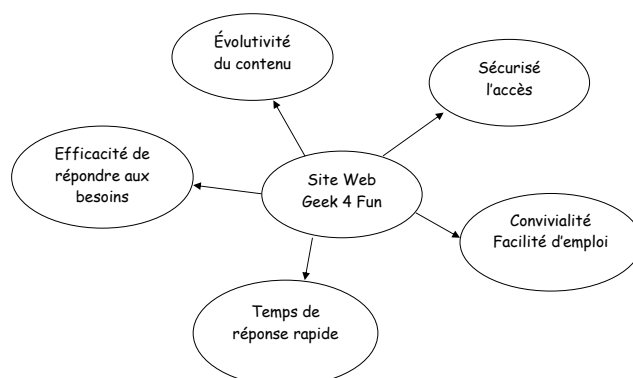 Évolutivité
du contenu
Sécurisé
l'accès
Efficacité de
répondre aux
besoins
Site Web
Geek 4 Fun
Convivialité
Facilité d'emploi
Temps de
réponse rapide